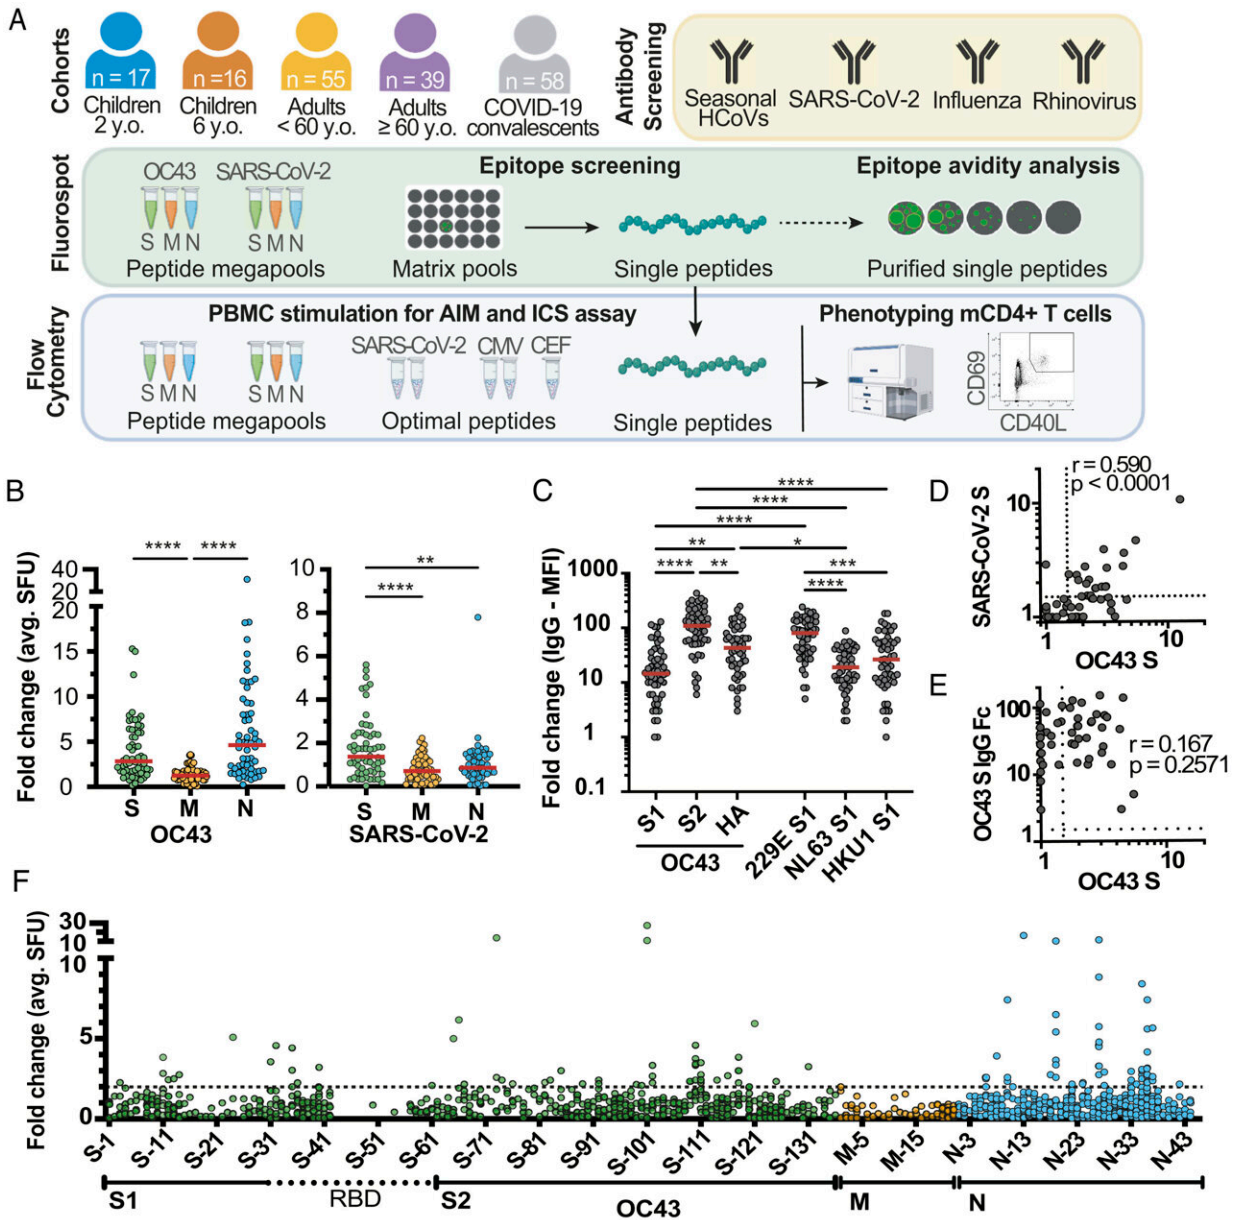 A
Cohorts
n = 17
n =16
n = 55
n = 39
n = 58
Children
2 y.o.
Children
6 y.o.
Adults
< 60 y.o.
Adults
≥ 60 y.o.
COVID-19
convalescents
Antibody
Screening
Seasonal
HCoVs
SARS-CoV-2
Influenza
Rhinovirus
Fluorospot
OC43
SARS-CoV-2
Epitope screening
Epitope avidity analysis
S M N
S M N
Peptide megapools
Matrix pools
Single peptides
Purified single peptides
Flow
Cytometry
PBMC stimulation for AIM and ICS assay
Phenotyping mCD4+ T cells
SARS-CoV-2
CMV
CEF
S M N
S M N
Peptide megapools
Optimal peptides
Single peptides
CD69
CD40L
B
Fold change (avg. SFU)
40
20
20
15
10
5
0
**** ****
S M N
OC43
10
8
6
4
2
0
**
****
S M N
SARS-CoV-2
C
Fold change (IgG - MFI)
1000
100
10
1
0.1
****
****
****
** *
**** ** ***
****
S1
S2
HA
OC43
229E S1
NL63 S1
HKU1 S1
D
SARS-CoV-2 S
r = 0.590
p < 0.0001
10
1
1 10
OC43 S
E
OC43 S IgG Fc
100
10
1
r = 0.167
p = 0.2571
1 10
OC43 S
F
Fold change (avg. SFU)
30
10
10
5
0
S-1
S-11
S-21
S-31
S-41
S-51
S-61
S-71
S-81
S-91
S-101
S-111
S-121
S-131
M-5
M-15
N-3
N-13
N-23
N-33
N-43
S1
RBD
S2
OC43
M
N